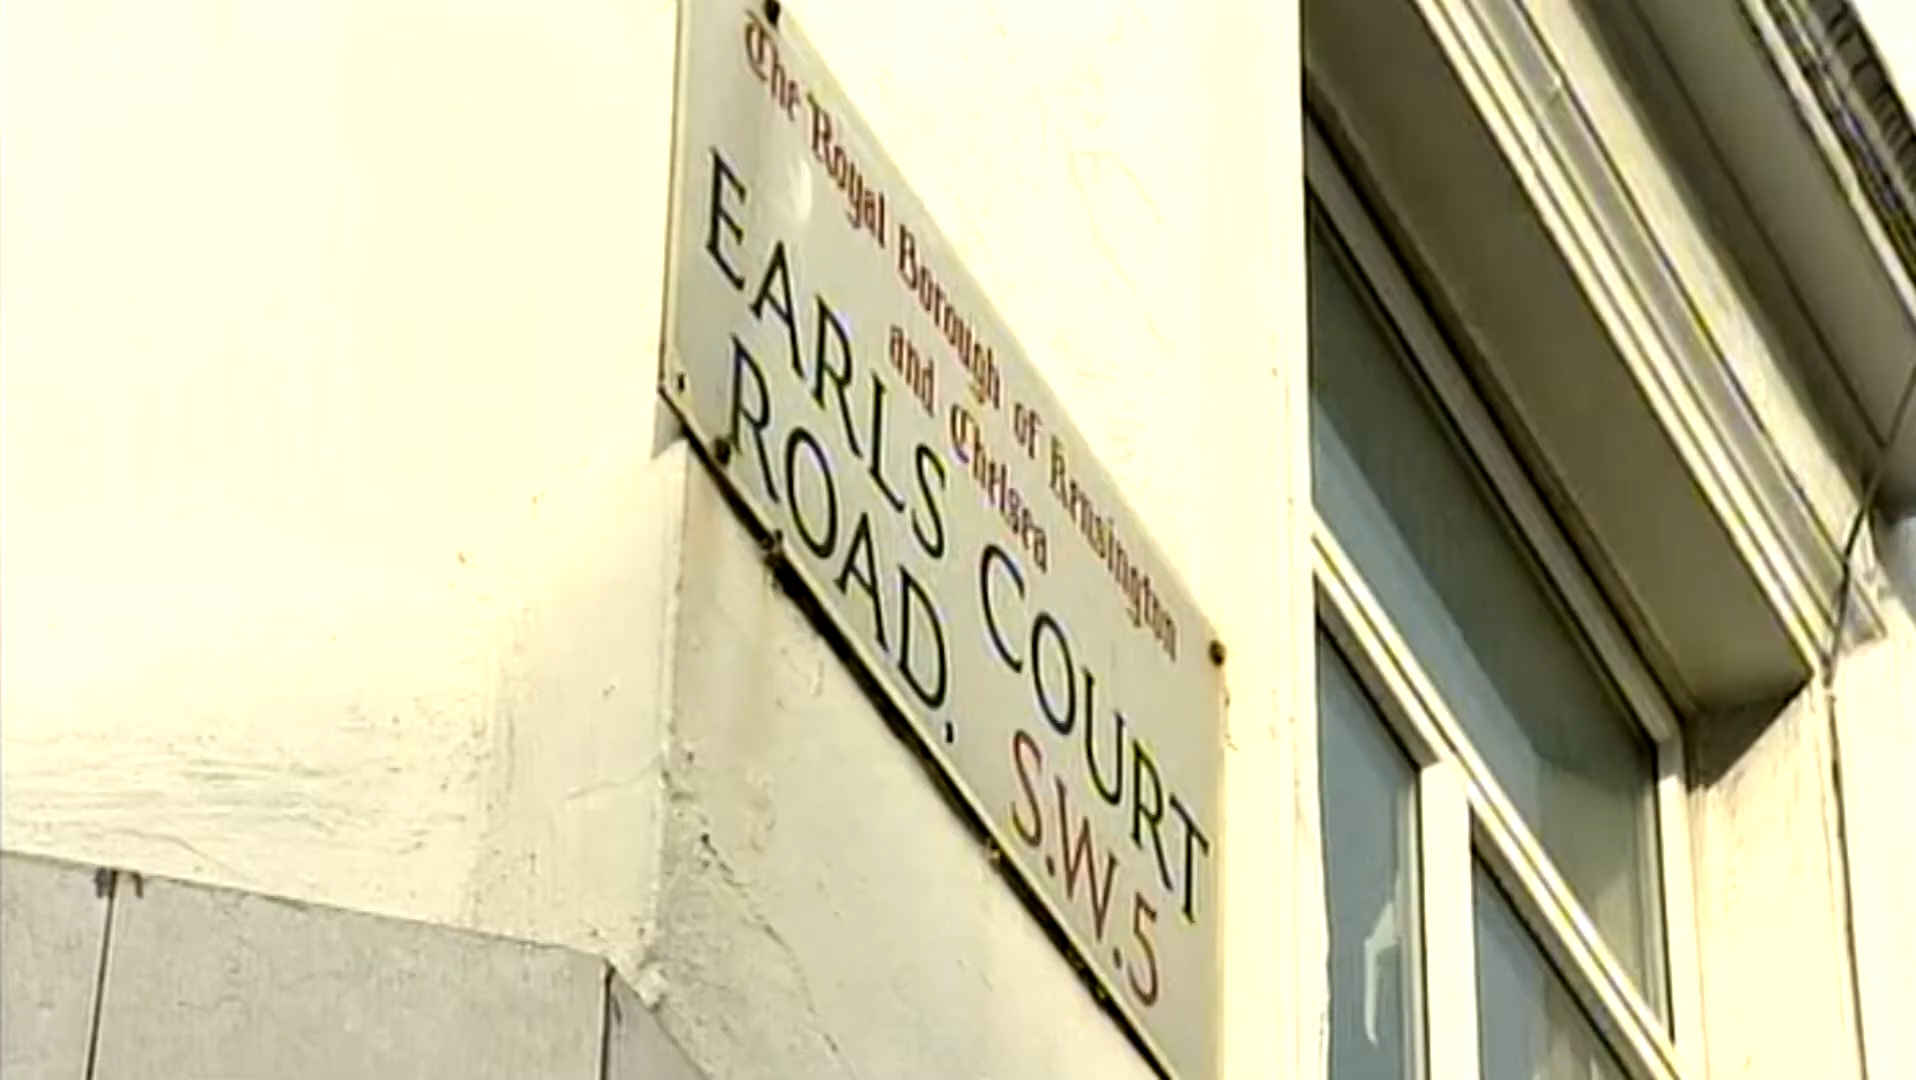 The Royal Borough of Kensington
and Chelsea
EARLS COURT
ROAD. S.W.5